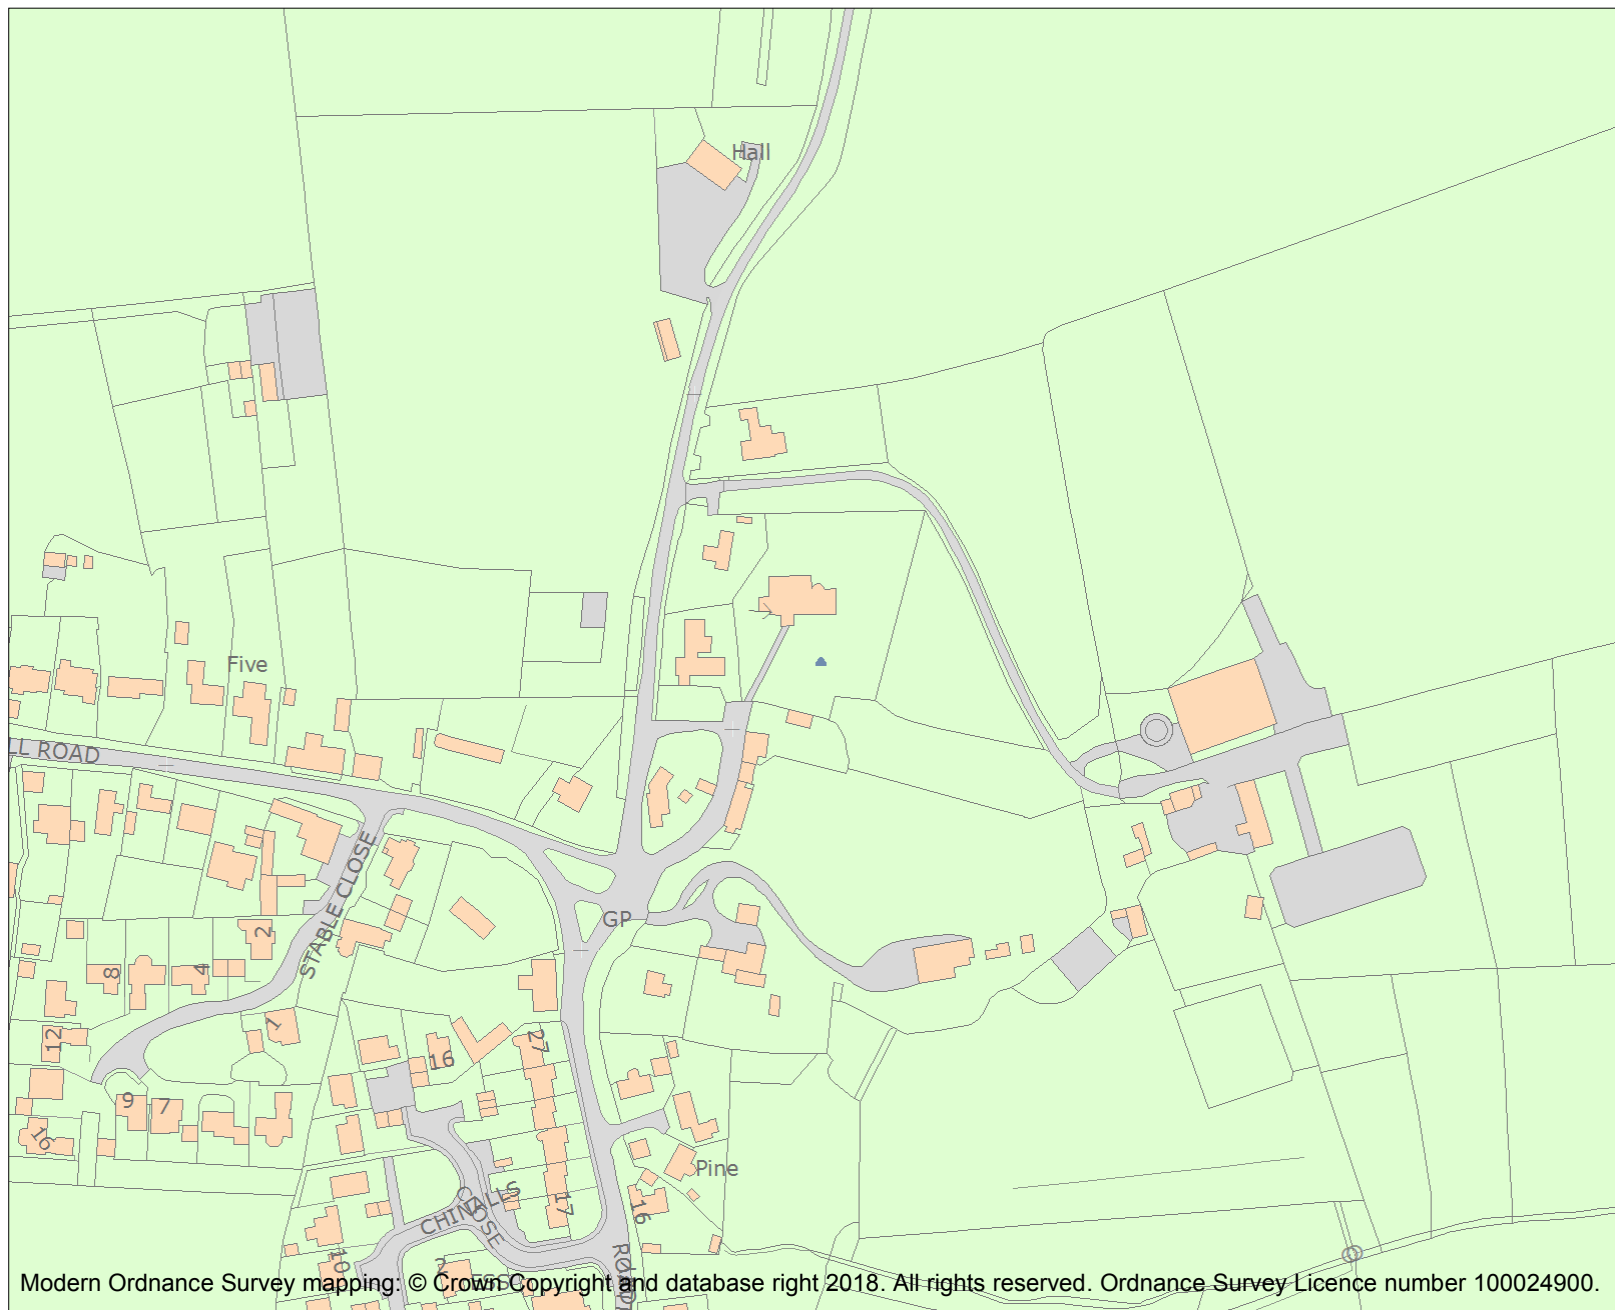 Hall
Five
LL ROAD
STABLE CLOSE
GP
2
8
4
1
12
16
27
9
7
16
Pine
CHINALLS
CLOSE
17
16
10
2
ROAD
Modern Ordnance Survey mapping: © Crown Copyright and database right 2018. All rights reserved. Ordnance Survey Licence number 100024900.